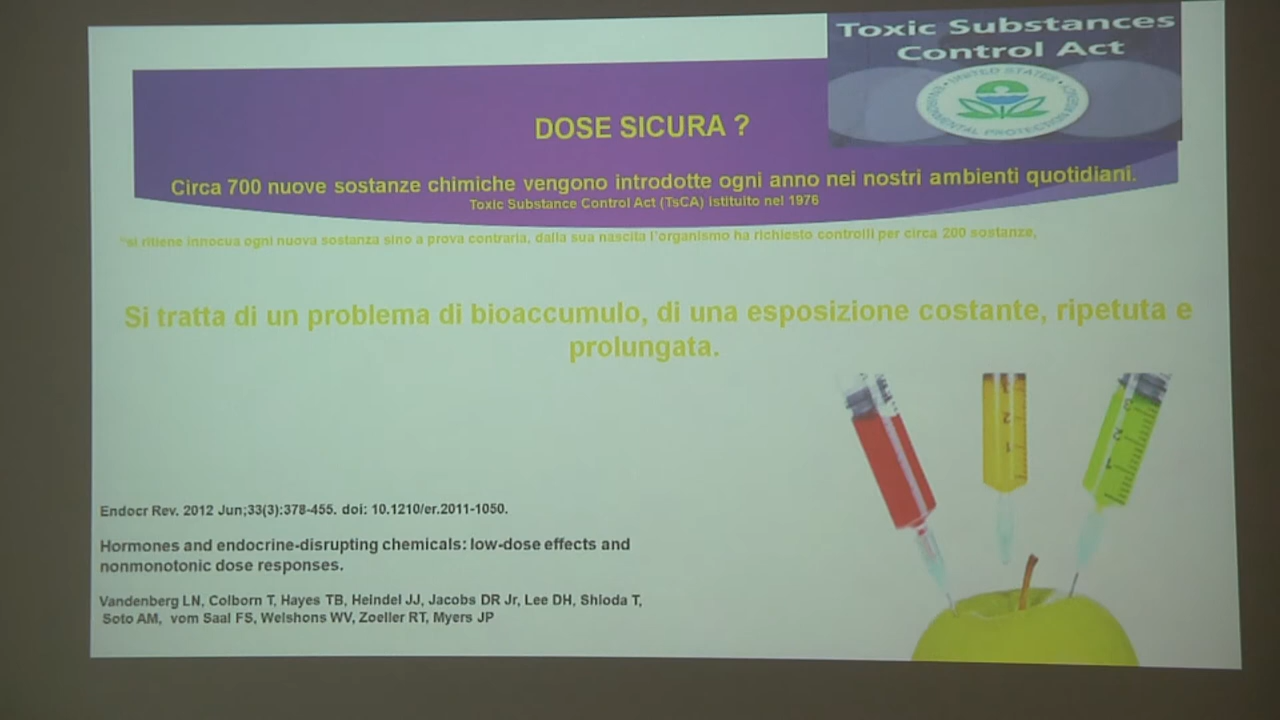 Toxic Substances
Control Act
UNITED STATES
ENVIRONMENTAL PROTECTION AGENCY
DOSE SICURA ?
Circa 700 nuove sostanze chimiche vengono introdotte ogni anno nei nostri ambienti quotidiani.
Toxic Substance Control Act (TsCA) istituito nel 1976
"si ritiene innocua ogni nuova sostanza sino a prova contraria, dalla sua nascita l'organismo ha richiesto controlli per circa 200 sostanze,
Si tratta di un problema di bioaccumulo, di una esposizione costante, ripetuta e
prolungata.
Endocr Rev. 2012 Jun;33(3):378-455. doi: 10.1210/er.2011-1050.
Hormones and endocrine-disrupting chemicals: low-dose effects and
nonmonotonic dose responses.
Vandenberg LN, Colborn T, Hayes TB, Heindel JJ, Jacobs DR Jr, Lee DH, Shioda T,
Soto AM, vom Saal FS, Welshons WV, Zoeller RT, Myers JP